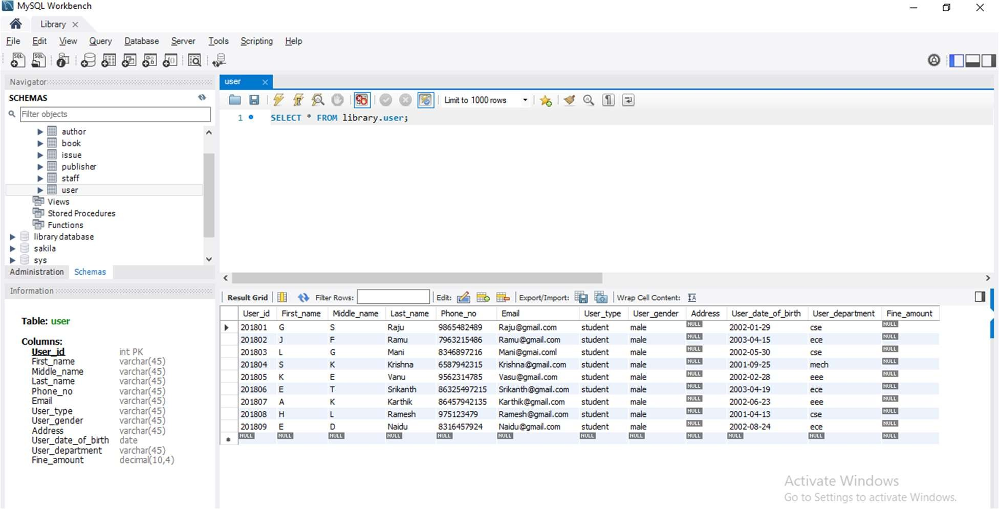 MySQL Workbench
Library
File Edit View Query Database Server Tools Scripting Help
Navigator
SCHEMAS
Filter objects
author
book
issue
publisher
staff
user
Views
Stored Procedures
Functions
librarydatabase
sakila
sys
Administration Schemas
Information
Table: user
Columns:
User_id int PK
First_name varchar(45)
Middle_name varchar(45)
Last_name varchar(45)
Phone_no varchar(45)
Email varchar(45)
User_type varchar(45)
User_gender varchar(45)
Address varchar(45)
User_date_of_birth date
User_department varchar(45)
Fine_amount decimal(10,4)
user
Limit to 1000 rows
1 SELECT * FROM library.user;
Result Grid Filter Rows: Edit: Export/Import: Wrap Cell Content: IA
User_id First_name Middle_name Last_name Phone_no Email User_type User_gender Address User_date_of_birth User_department Fine_amount
201801 G S Raju 9865482489 Raju@gmail.com student male NULL 2002-01-29 cse NULL
201802 J F Ramu 7963215486 Ramu@gmail.com student male NULL 2003-04-15 ece NULL
201803 L G Mani 8346897216 Mani@gmai.coml student male NULL 2002-05-30 cse NULL
201804 S K Krishna 6587942315 Krishna@gmail.com student male NULL 2001-09-25 mech NULL
201805 K E Vanu 9562314785 Vasu@gmail.com student male NULL 2002-02-28 eee NULL
201806 E T Srikanth 86325497215 Srikanth@gmail.com student male NULL 2003-04-19 ece NULL
201807 A K Karthik 86457942135 Karthik@gmail.com student male NULL 2002-06-23 eee NULL
201808 H L Ramesh 975123479 Ramesh@gmail.com student male NULL 2001-04-13 cse NULL
201809 E D Naidu 8316457924 Naidu@gmail.com student male NULL 2002-08-24 ece NULL
NULL NULL NULL NULL NULL NULL NULL NULL NULL NULL NULL NULL
Activate Windows
Go to Settings to activate Windows.